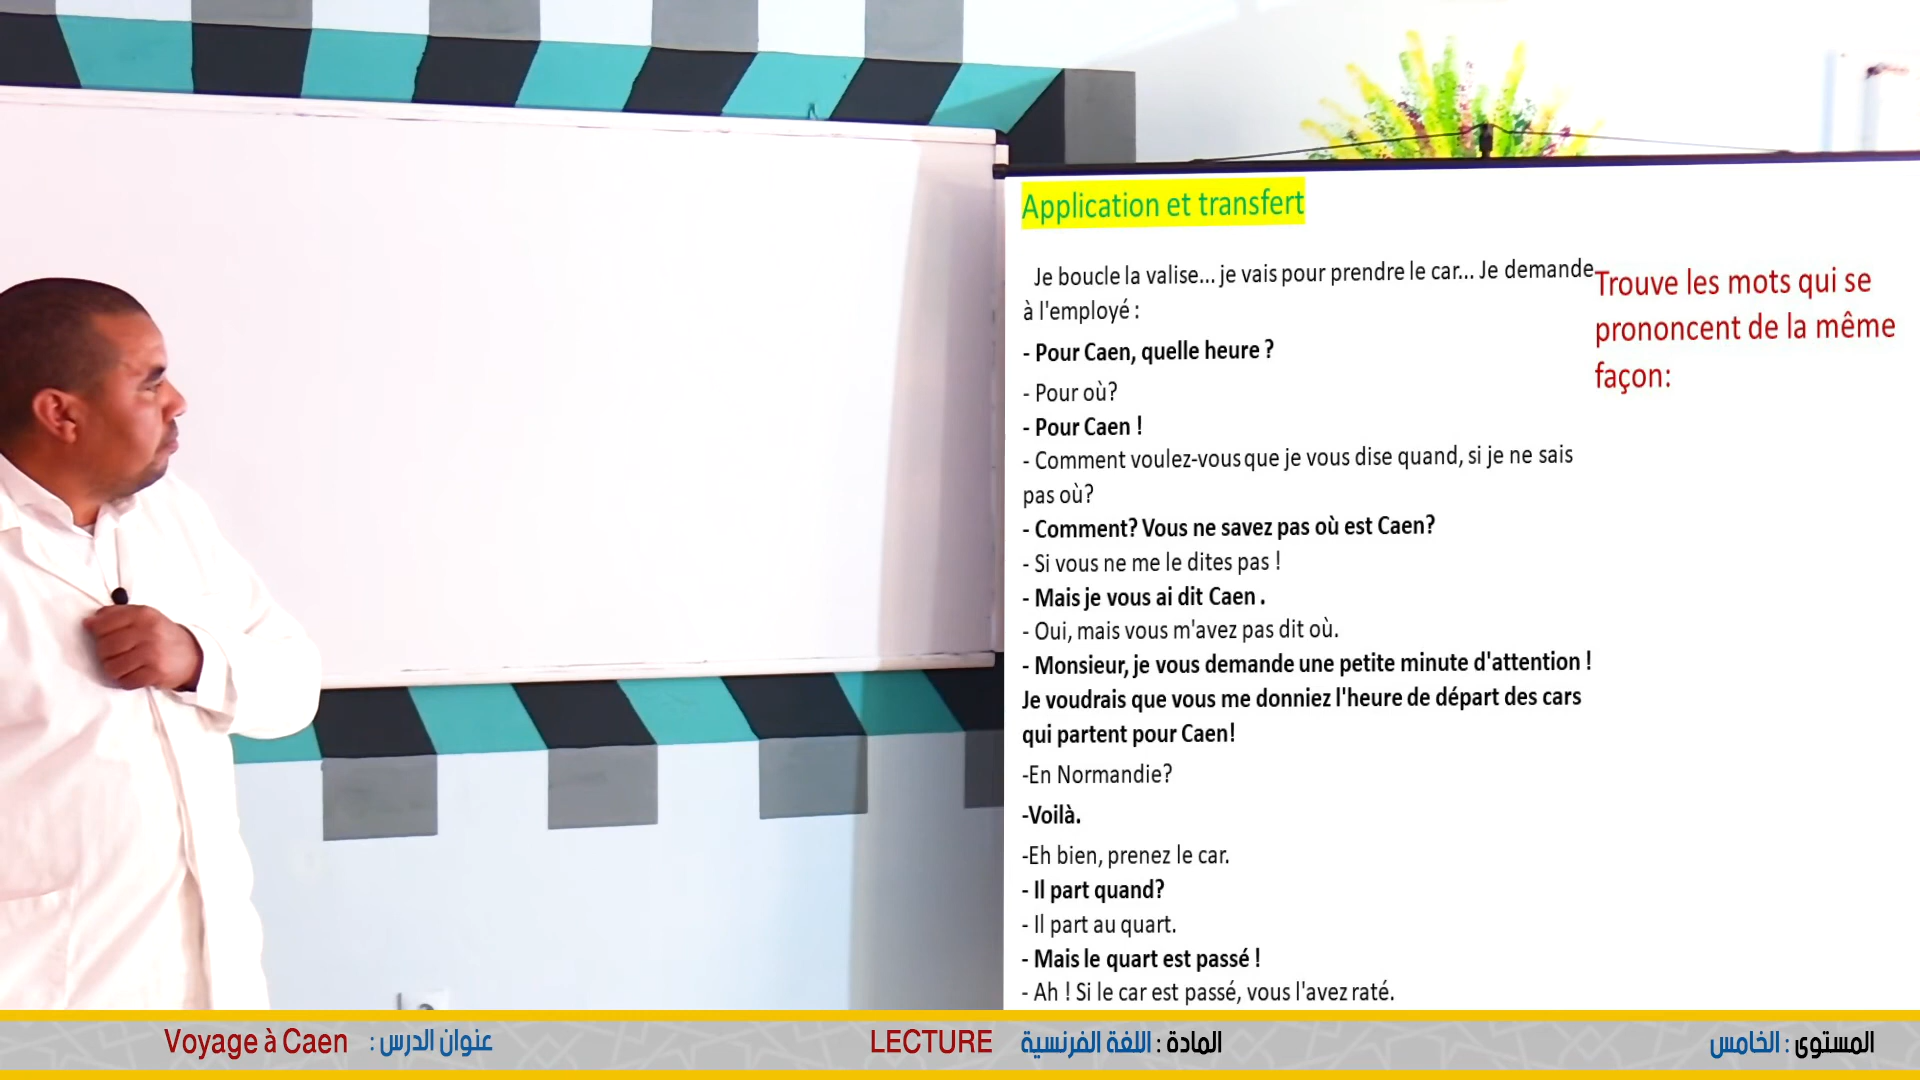 Application et transfert
Je boucle la valise... je vais pour prendre le car... Je demande
à l'employé :
- Pour Caen, quelle heure ?
- Pour où?
- Pour Caen !
- Comment voulez-vous que je vous dise quand, si je ne sais
pas où?
- Comment? Vous ne savez pas où est Caen?
- Si vous ne me le dites pas !
- Mais je vous ai dit Caen .
- Oui, mais vous m'avez pas dit où.
- Monsieur, je vous demande une petite minute d'attention !
Je voudrais que vous me donniez l'heure de départ des cars
qui partent pour Caen!
-En Normandie?
-Voilà.
-Eh bien, prenez le car.
- Il part quand?
- Il part au quart.
- Mais le quart est passé !
- Ah ! Si le car est passé, vous l'avez raté.
Trouve les mots qui se
prononcent de la même
façon:
المستوى : الخامس
المادة : اللغة الفرنسية LECTURE
عنوان الدرس : Voyage à Caen